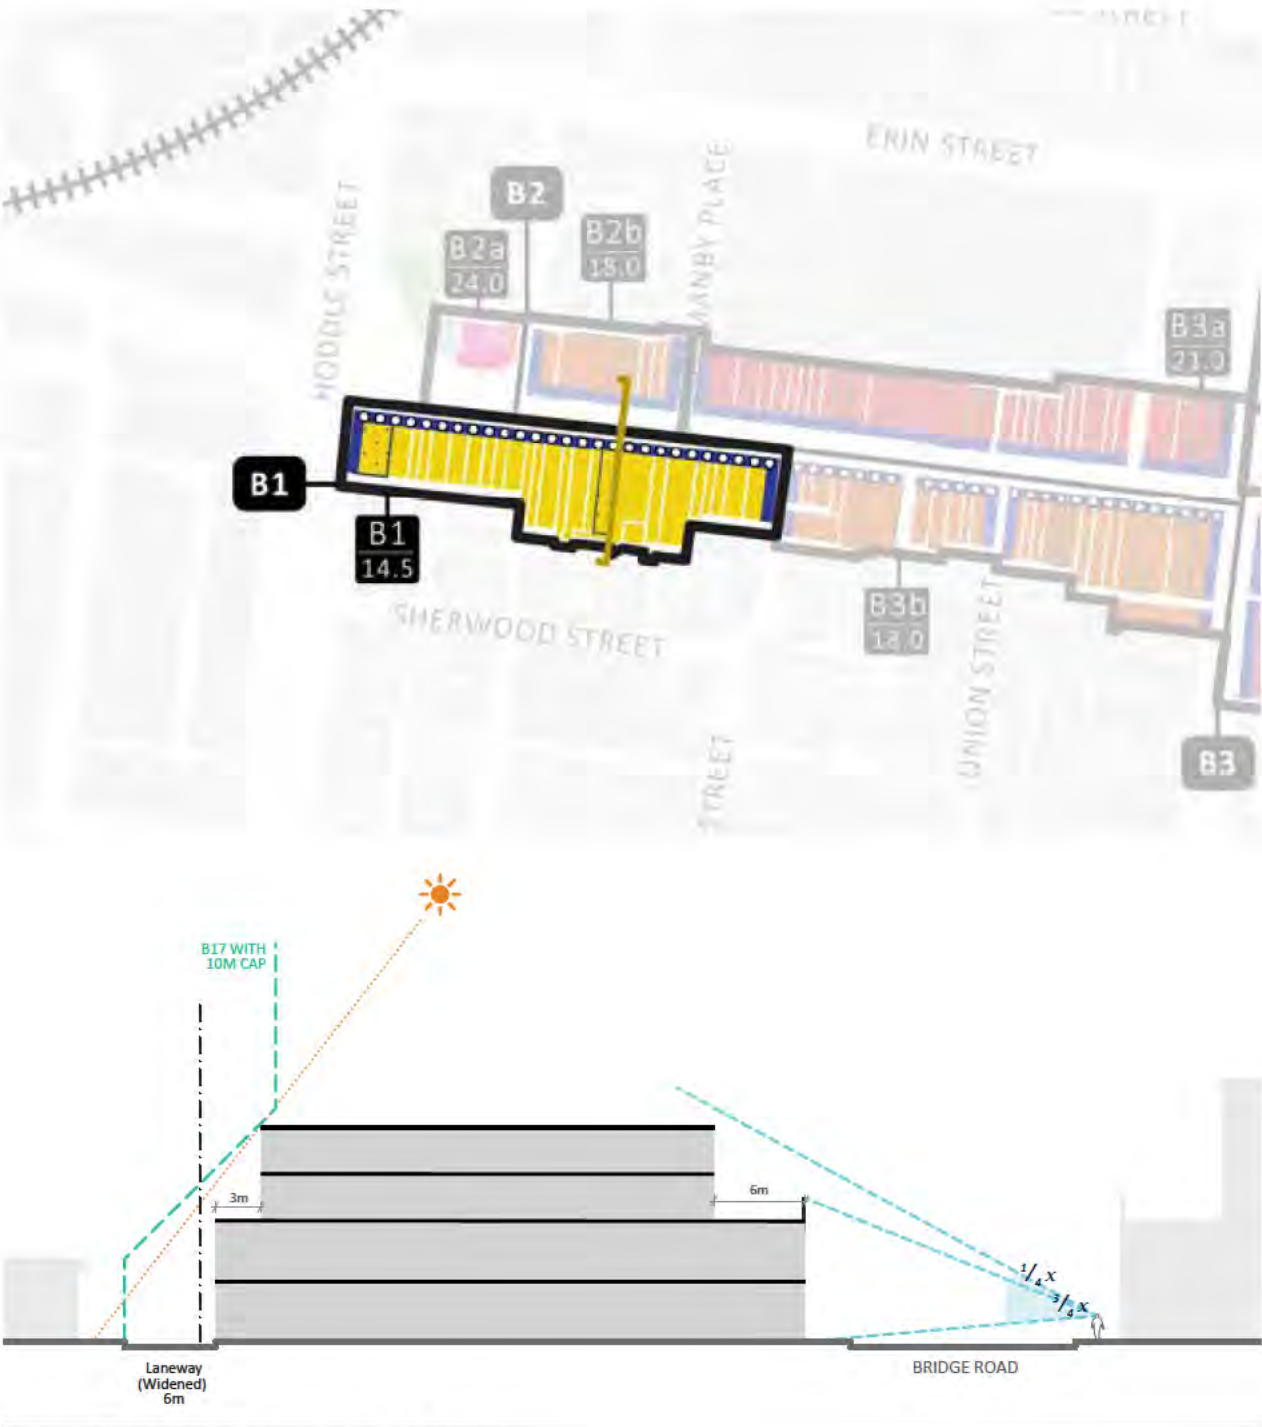 ERIN STREET
HODDLE STREET
MANBY PLACE
B2
B2a
24.0
B2b
18.0
B3a
21.0
B1
B1
14.5
SHERWOOD STREET
B3b
18.0
UNION STREET
STREET
B3
B17 WITH
10M CAP
3m
6m
1/4 x
3/4 x
Laneway
(Widened)
6m
BRIDGE ROAD